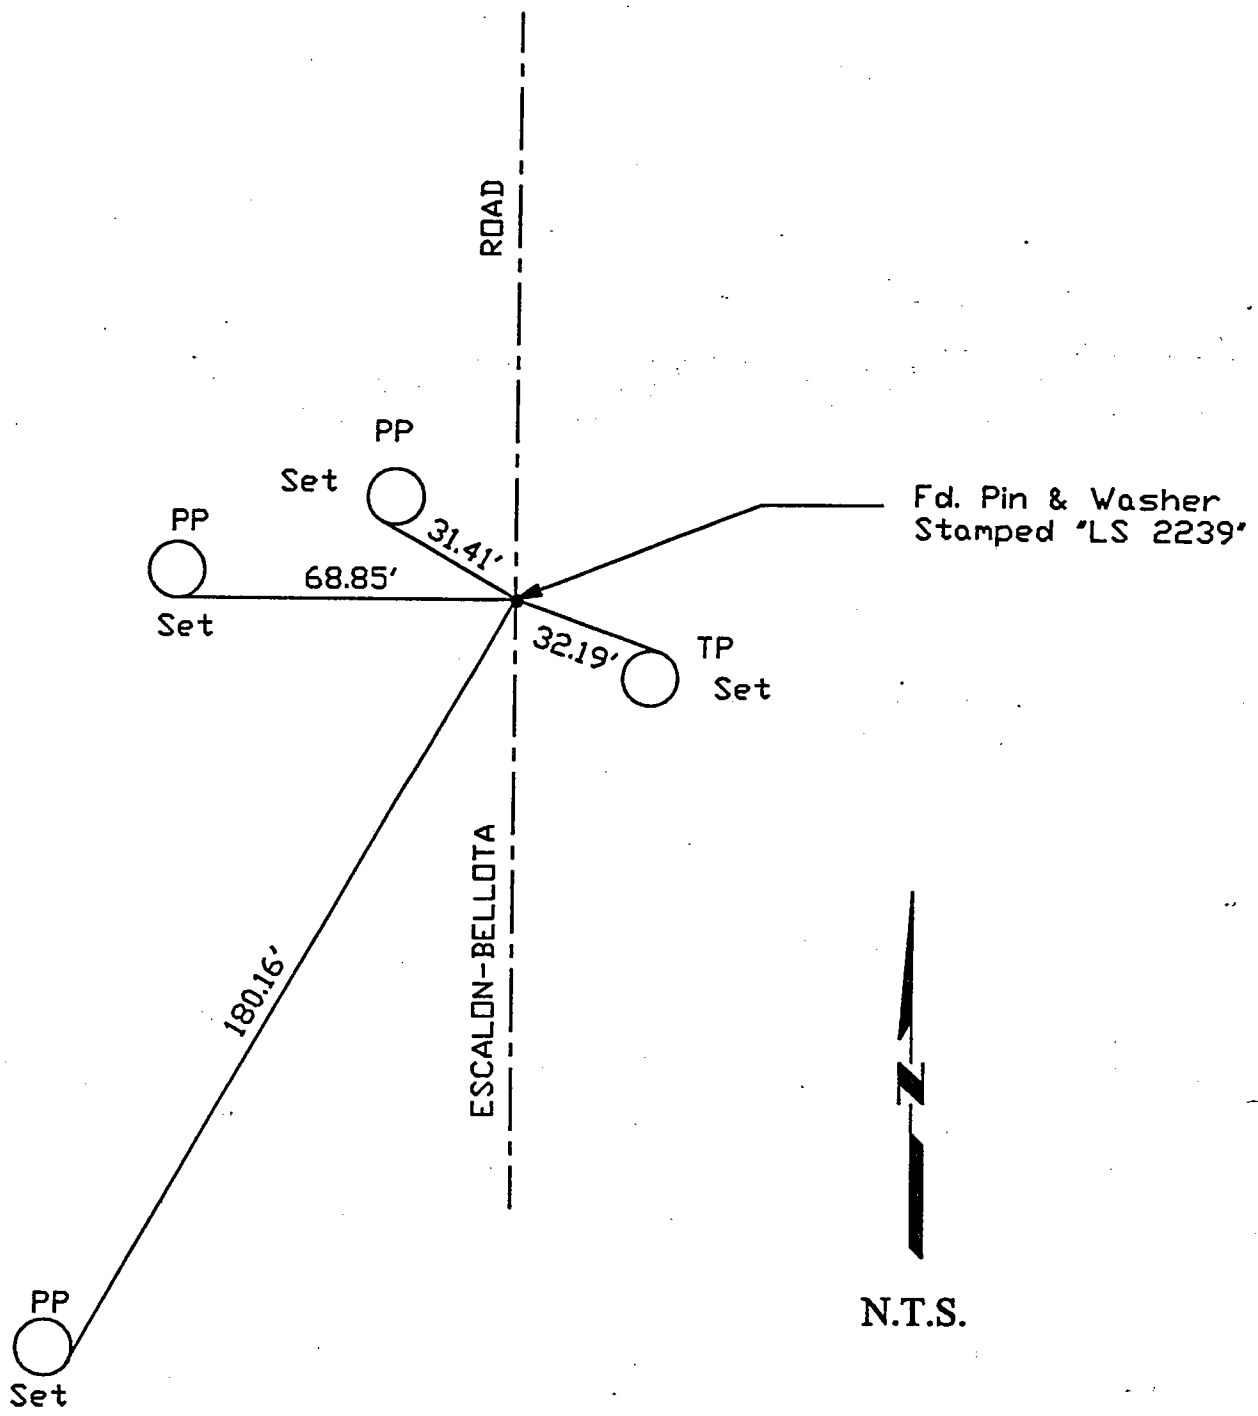 ROAD
PP
Set
31.41'
PP
68.85'
Set
Fd. Pin & Washer
Stamped "LS 2239"
32.19'
TP
Set
ESCALON-BELLOTA
180.16'
PP
Set
N
N.T.S.